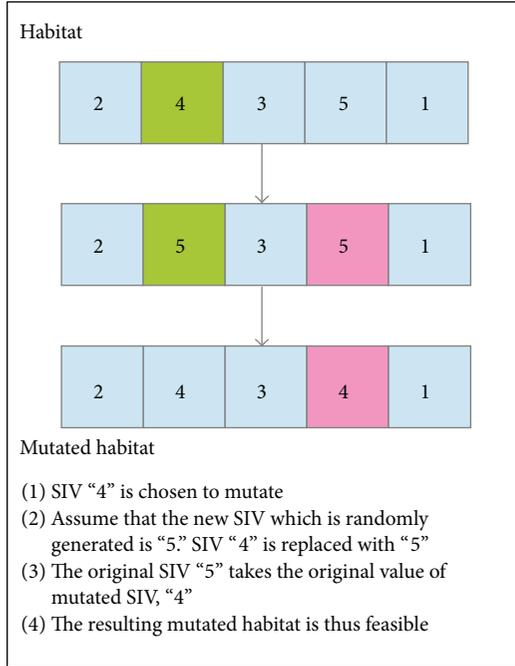 Habitat
2 4 3 5 1
2 5 3 5 1
2 4 3 4 1
Mutated habitat
(1) SIV “4” is chosen to mutate
(2) Assume that the new SIV which is randomly
generated is “5.” SIV “4” is replaced with “5”
(3) The original SIV “5” takes the original value of
mutated SIV, “4”
(4) The resulting mutated habitat is thus feasible